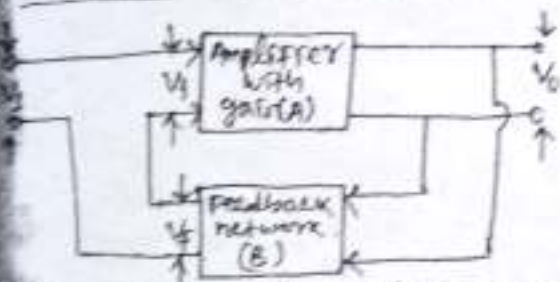 Amplifier
with
gain(A)
Vi
Vo
Feedback
network
(B)
Vf